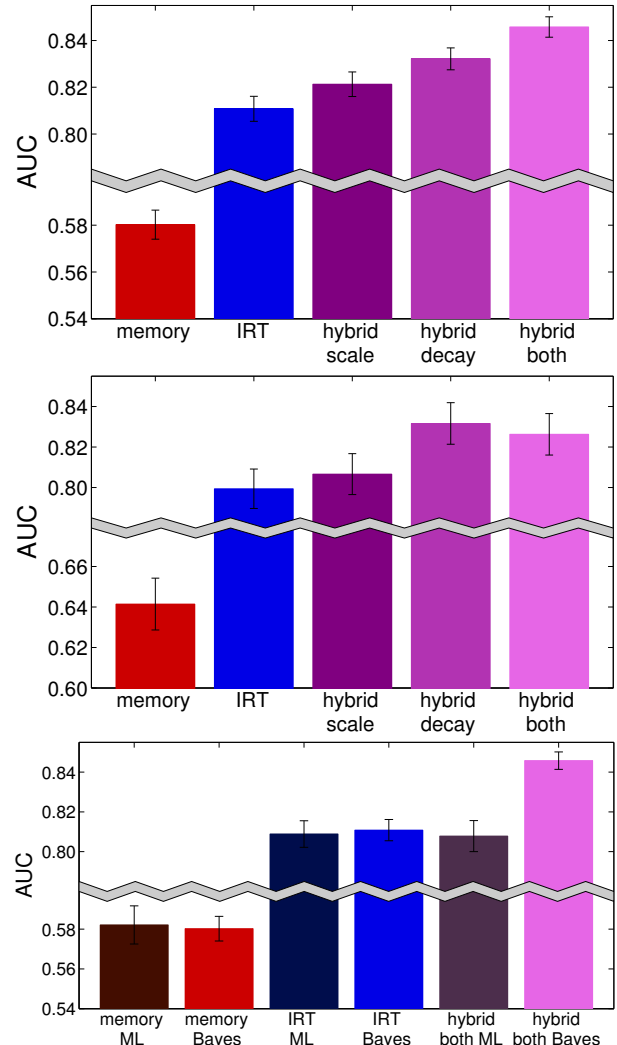 0.84
0.82
0.80
0.58
0.56
0.54
AUC
memory IRT hybrid hybrid hybrid
scale decay both
0.84
0.82
0.80
0.66
0.64
0.62
0.60
AUC
memory IRT hybrid hybrid hybrid
scale decay both
0.84
0.82
0.80
0.58
0.56
0.54
AUC
memory memory IRT IRT hybrid hybrid
ML Bayes ML Bayes both ML both Bayes